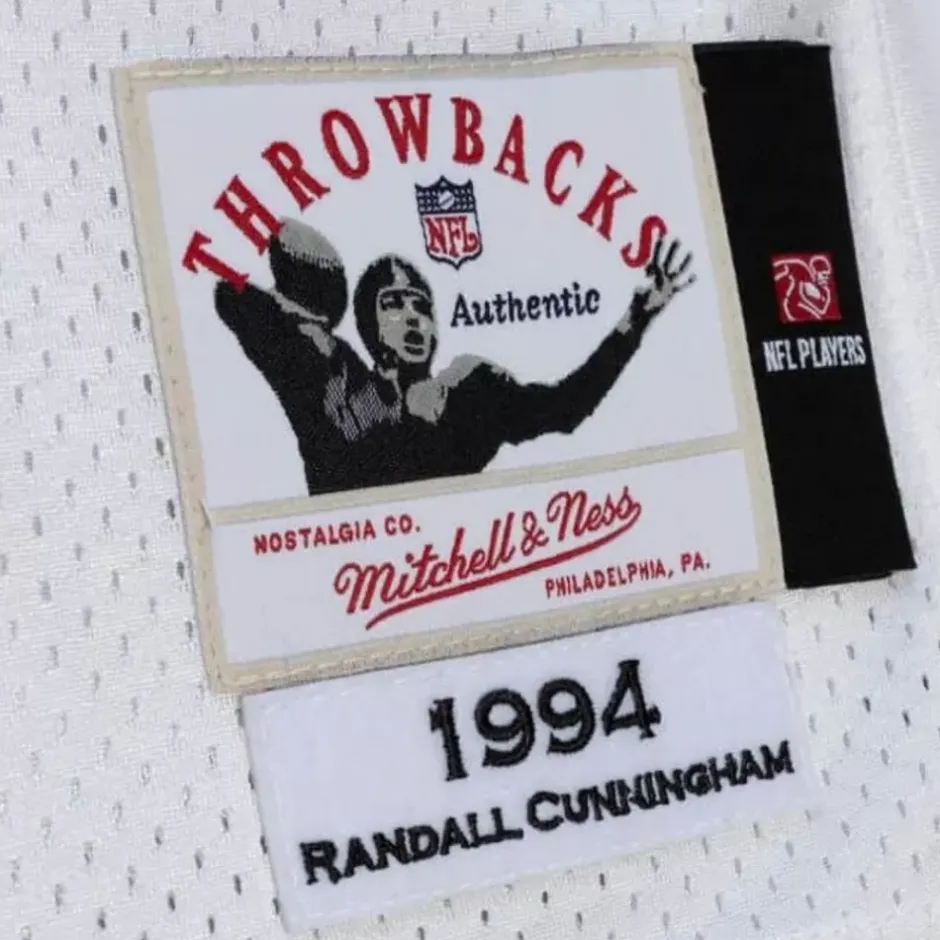 THROWBACKS
NFL
Authentic
NFL PLAYERS
NOSTALGIA CO.
Mitchell & Ness
PHILADELPHIA, PA.
1994
RANDALL CUNNINGHAM